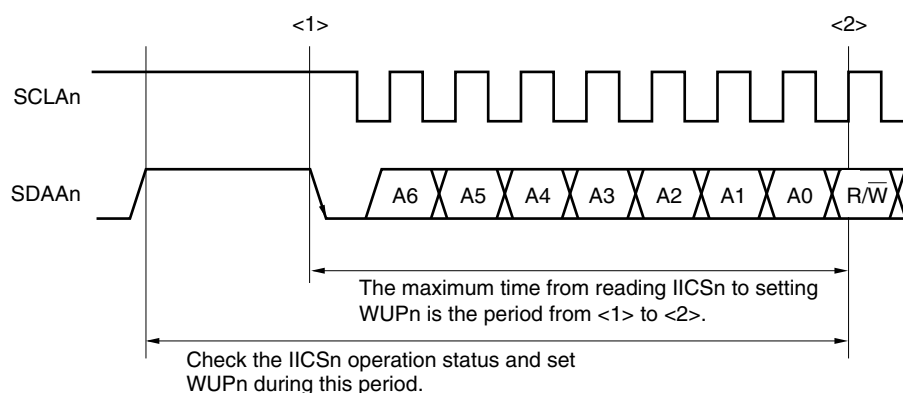 <1> <2>
SCLAn
SDAAn A6 A5 A4 A3 A2 A1 A0 R/W̅
The maximum time from reading IICSn to setting
WUPn is the period from <1> to <2>.
Check the IICSn operation status and set
WUPn during this period.